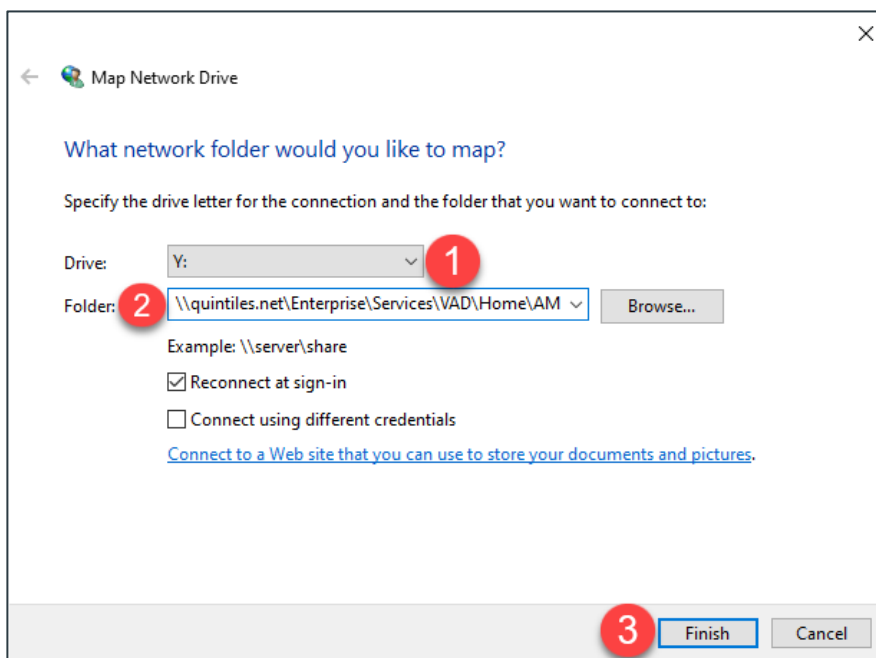 Map Network Drive
What network folder would you like to map?
Specify the drive letter for the connection and the folder that you want to connect to:
Drive: Y: 1
Folder: 2 \\quintiles.net\Enterprise\Services\VAD\Home\AM Browse...
Example: \\server\share
Reconnect at sign-in
Connect using different credentials
Connect to a Web site that you can use to store your documents and pictures.
3 Finish Cancel